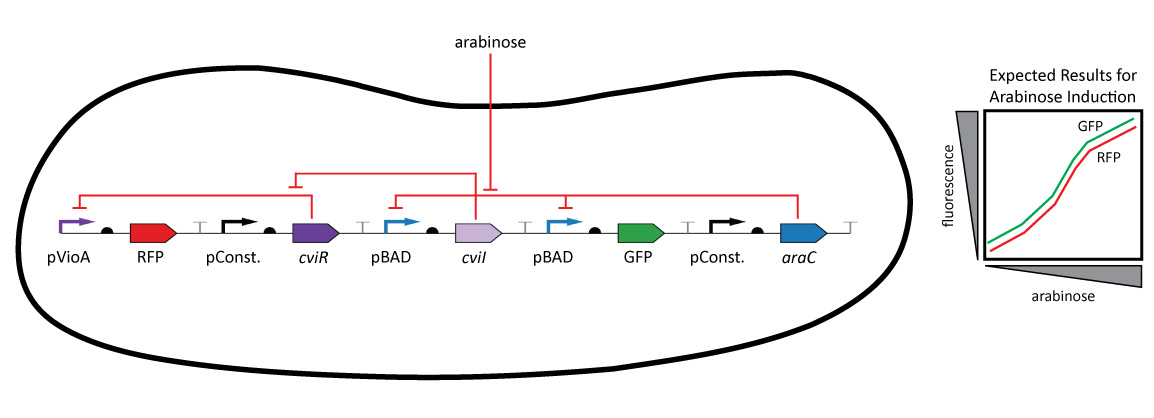 arabinose
pVioA
RFP
pConst.
cviR
pBAD
cviI
pBAD
GFP
pConst.
araC
Expected Results for
Arabinose Induction
GFP
RFP
fluorescence
arabinose